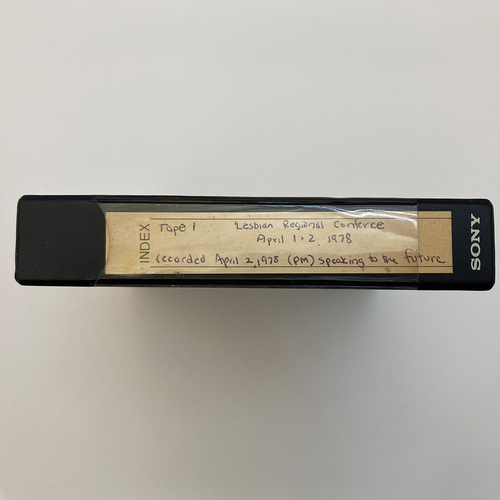 INDEX
Tape 1 Lesbian Regional Conferce
April 1+2, 1978
recorded April 2, 1978 (PM) speaking to the future
SONY